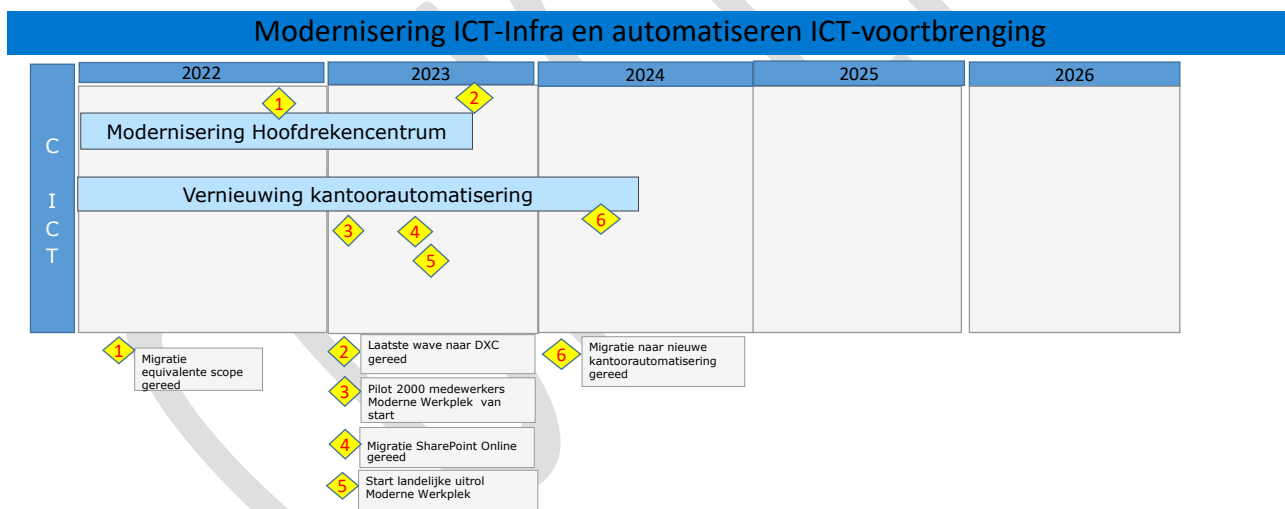 Modernisering ICT-Infra en automatiseren ICT-voortbrenging
2022 2023 2024 2025 2026
C
I
C
T
1 2
Modernisering Hoofdrekencentrum
Vernieuwing kantoorautomatisering
6
3 4
5
1 Migratie
equivalente scope
gereed
2 Laatste wave naar DXC
gereed
3 Pilot 2000 medewerkers
Moderne Werkplek van
start
4 Migratie SharePoint Online
gereed
5 Start landelijke uitrol
Moderne Werkplek
6 Migratie naar nieuwe
kantoorautomatisering
gereed